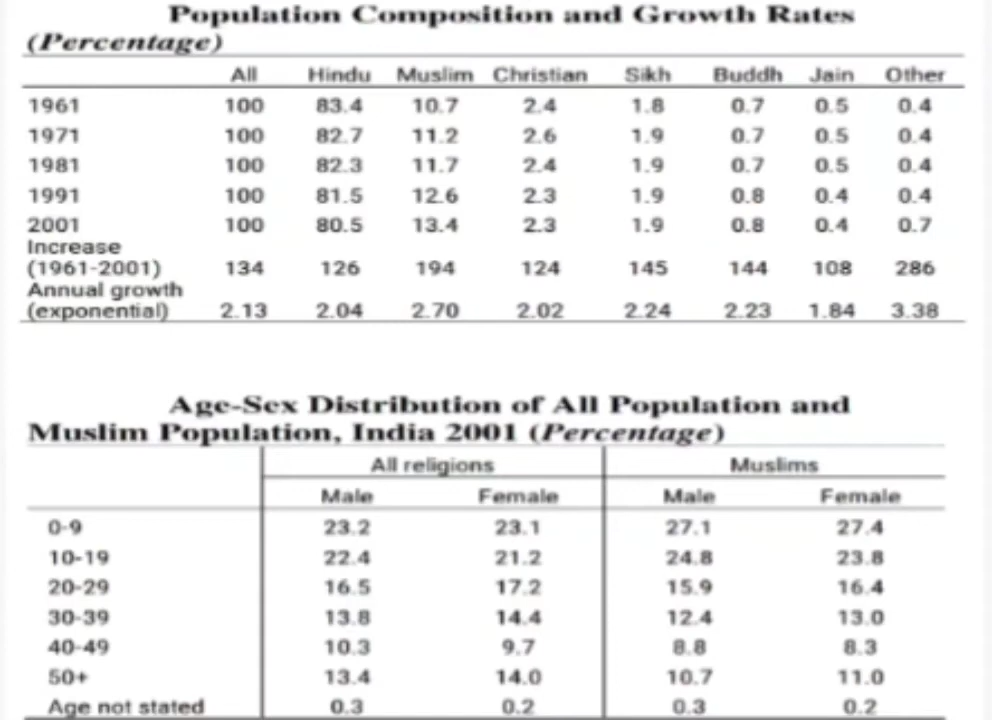 Population Composition and Growth Rates
(Percentage)
All Hindu Muslim Christian Sikh Buddh Jain Other
1961 100 83.4 10.7 2.4 1.8 0.7 0.5 0.4
1971 100 82.7 11.2 2.6 1.9 0.7 0.5 0.4
1981 100 82.3 11.7 2.4 1.9 0.7 0.5 0.4
1991 100 81.5 12.6 2.3 1.9 0.8 0.4 0.4
2001 100 80.5 13.4 2.3 1.9 0.8 0.4 0.7
Increase
(1961-2001) 134 126 194 124 145 144 108 286
Annual growth
(exponential) 2.13 2.04 2.70 2.02 2.24 2.23 1.84 3.38
Age-Sex Distribution of All Population and
Muslim Population, India 2001 (Percentage)
All religions Muslims
Male Female Male Female
0-9 23.2 23.1 27.1 27.4
10-19 22.4 21.2 24.8 23.8
20-29 16.5 17.2 15.9 16.4
30-39 13.8 14.4 12.4 13.0
40-49 10.3 9.7 8.8 8.3
50+ 13.4 14.0 10.7 11.0
Age not stated 0.3 0.2 0.3 0.2